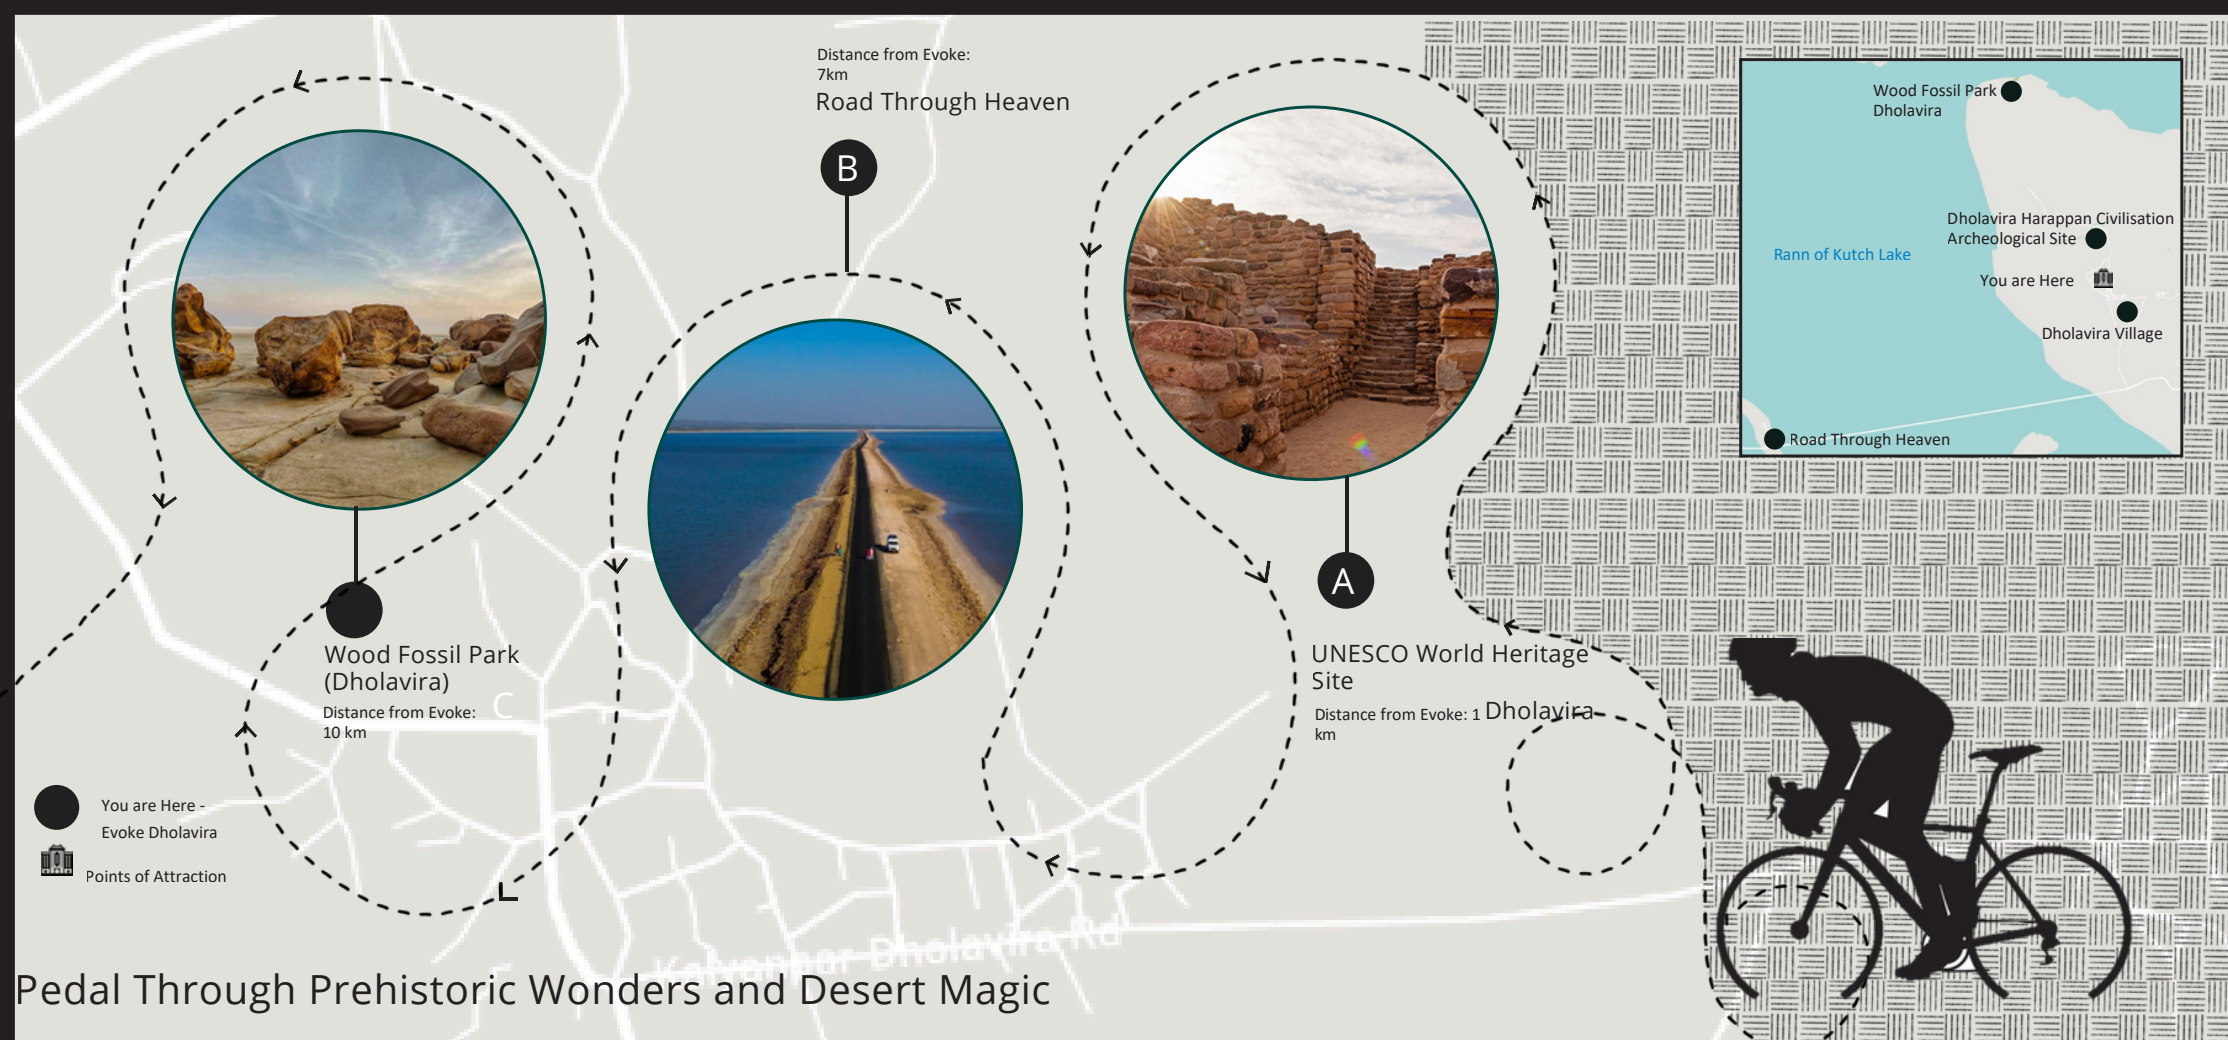 Distance from Evoke:
7km
Road Through Heaven
B
A
UNESCO World Heritage
Site
Distance from Evoke: 1 Dholavira
km
Wood Fossil Park
(Dholavira)
C
Distance from Evoke:
10 km
You are Here -
Evoke Dholavira
Points of Attraction
Wood Fossil Park
Dholavira
Dholavira Harappan Civilisation
Archeological Site
Rann of Kutch Lake
You are Here
Dholavira Village
Road Through Heaven
Kalyanpar Dholavira Rd
Pedal Through Prehistoric Wonders and Desert Magic